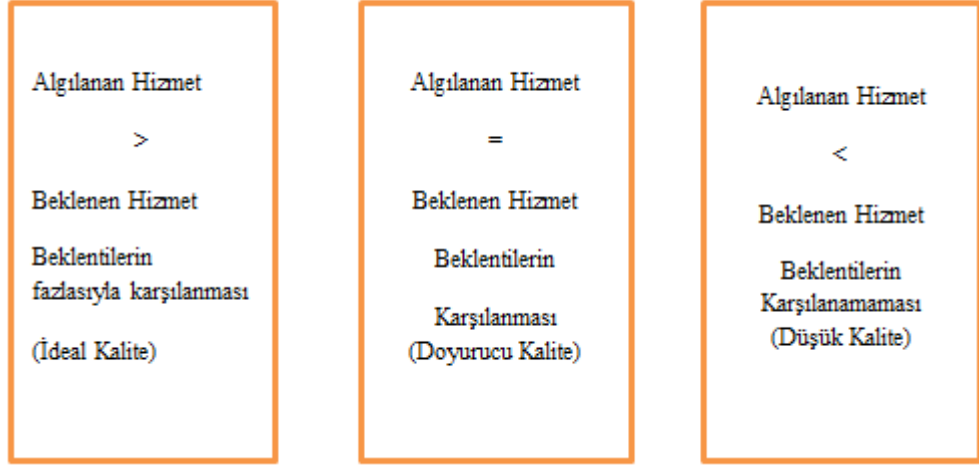 Algılanan Hizmet
>
Beklenen Hizmet
Beklentilerin
fazlasıyla karşılanması
(İdeal Kalite)
Algılanan Hizmet
=
Beklenen Hizmet
Beklentilerin
Karşılanması
(Doyurucu Kalite)
Algılanan Hizmet
<
Beklenen Hizmet
Beklentilerin
Karşılanamaması
(Düşük Kalite)